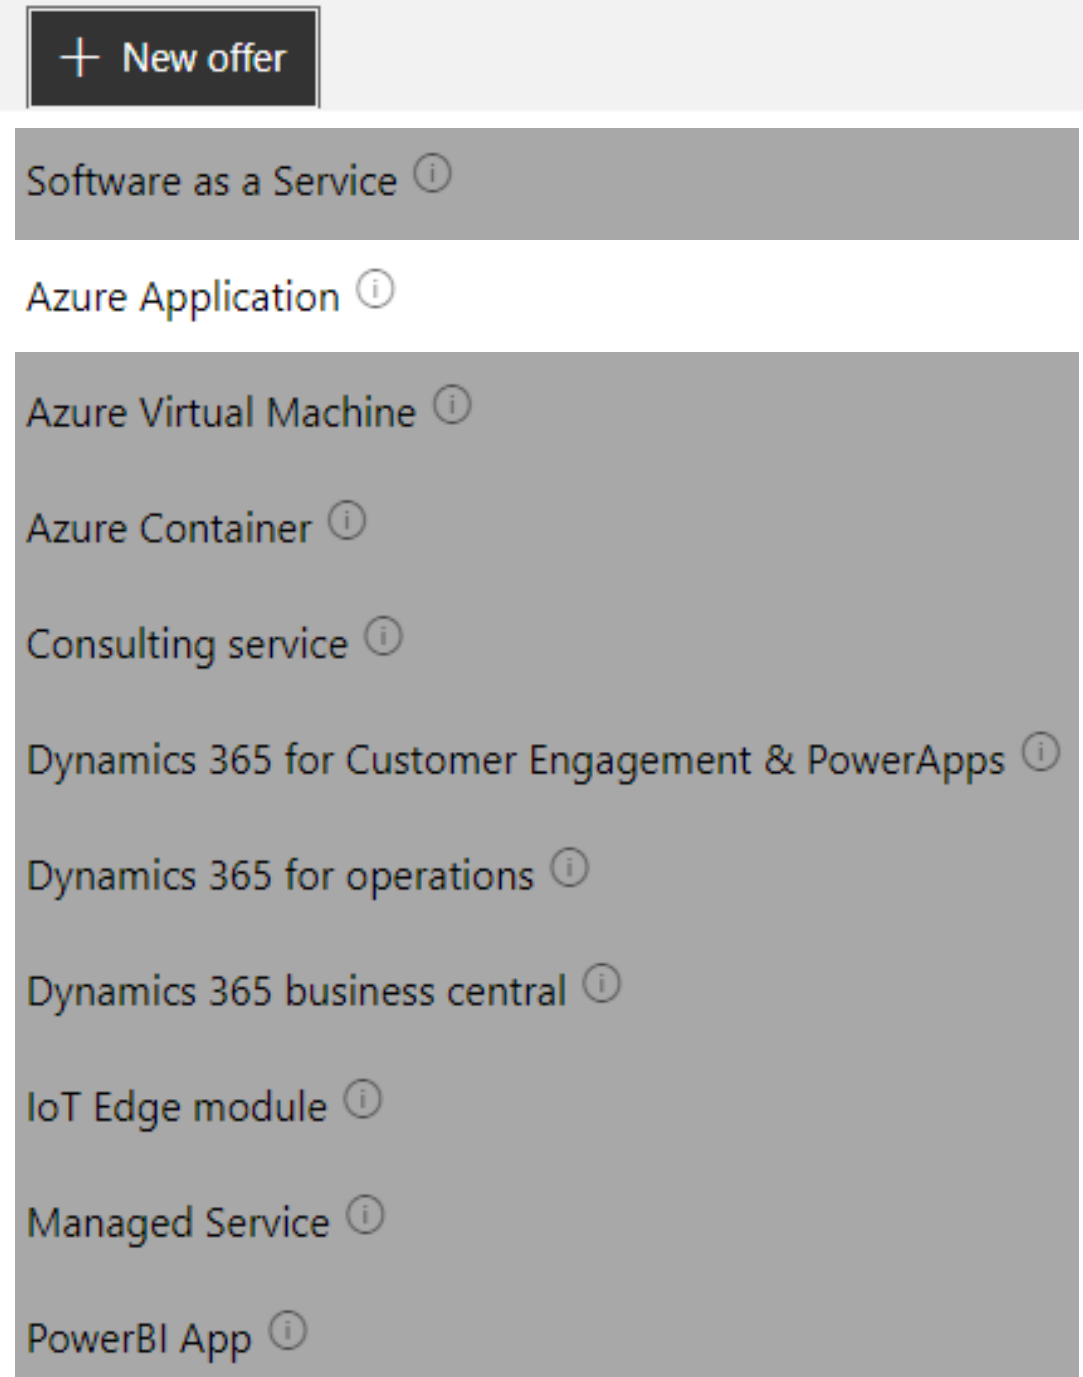 + New offer
Software as a Service
Azure Application
Azure Virtual Machine
Azure Container
Consulting service
Dynamics 365 for Customer Engagement & PowerApps
Dynamics 365 for operations
Dynamics 365 business central
IoT Edge module
Managed Service
PowerBI App